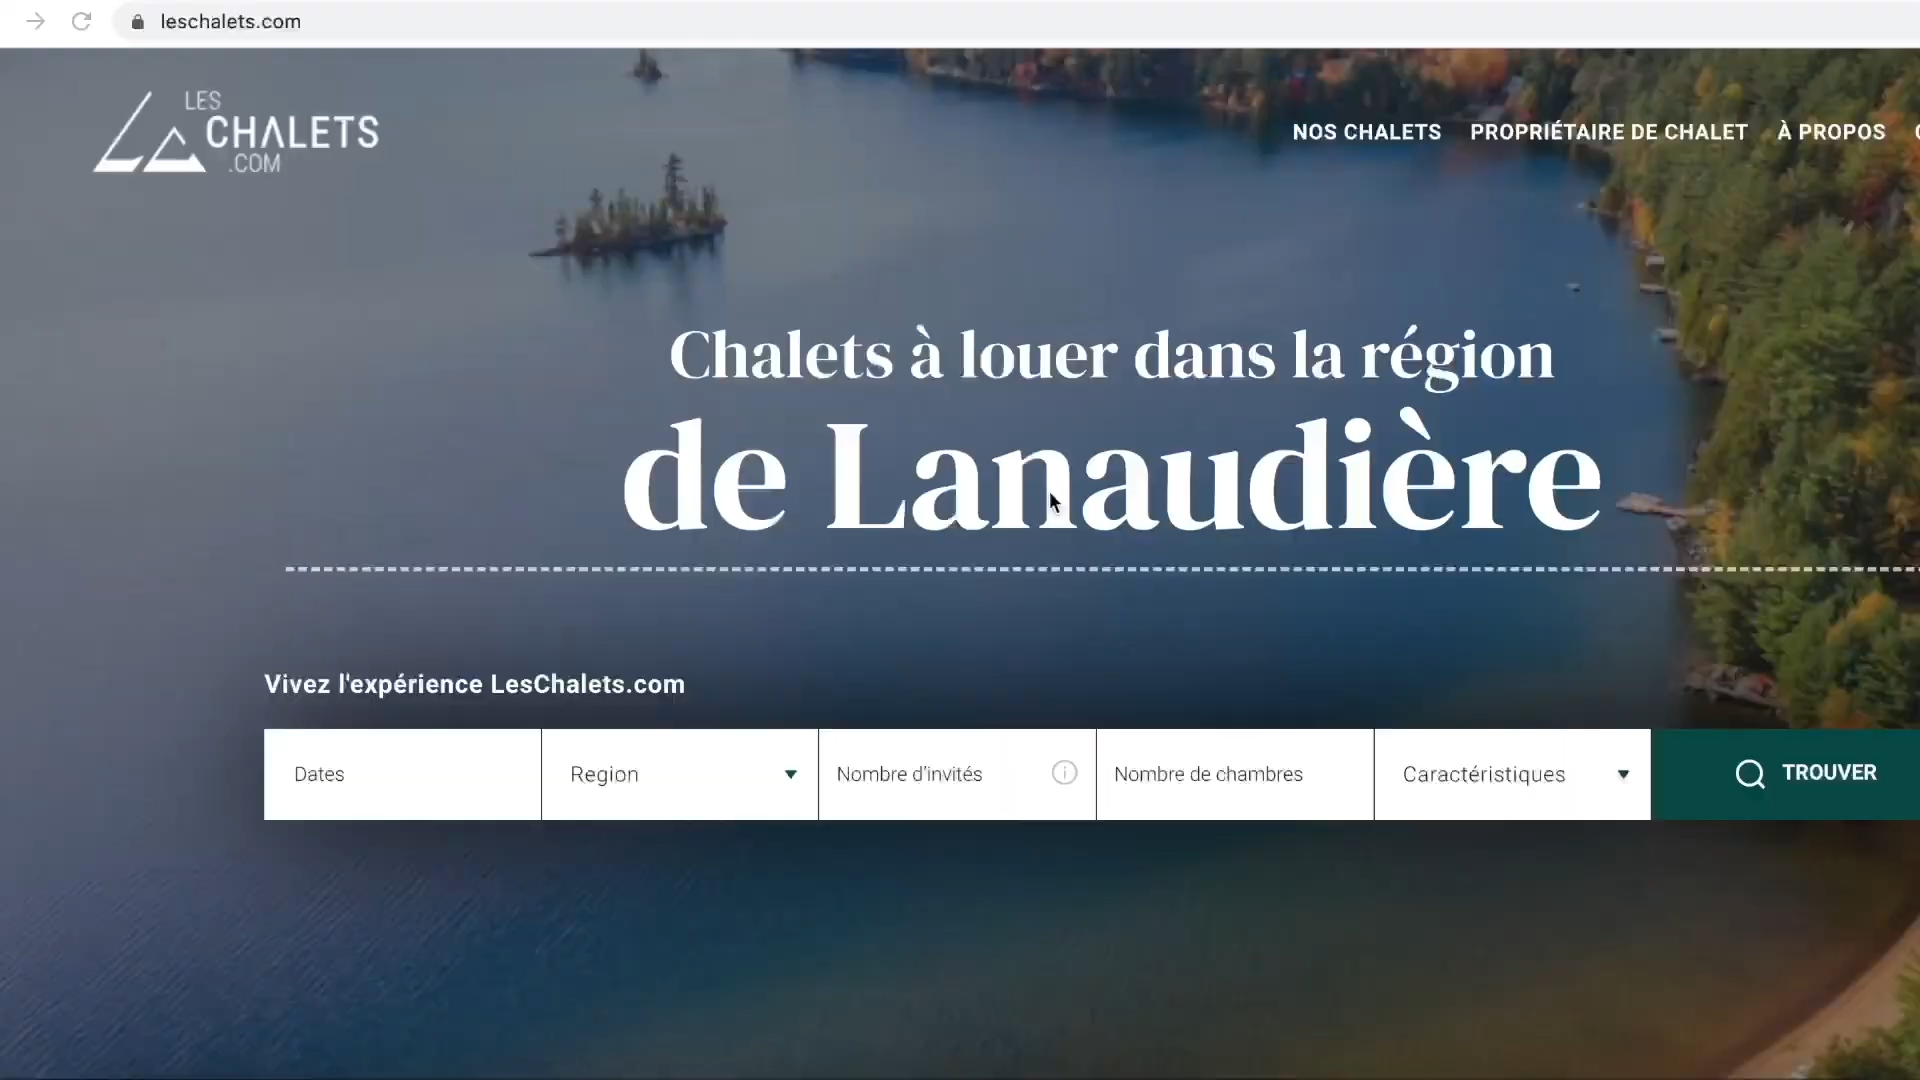 leschalets.com
LES
CHALETS
.COM
NOS CHALETS PROPRIÉTAIRE DE CHALET À PROPOS
Chalets à louer dans la région
de Lanaudière
Vivez l'expérience LesChalets.com
Dates Region Nombre d'invités Nombre de chambres Caractéristiques TROUVER